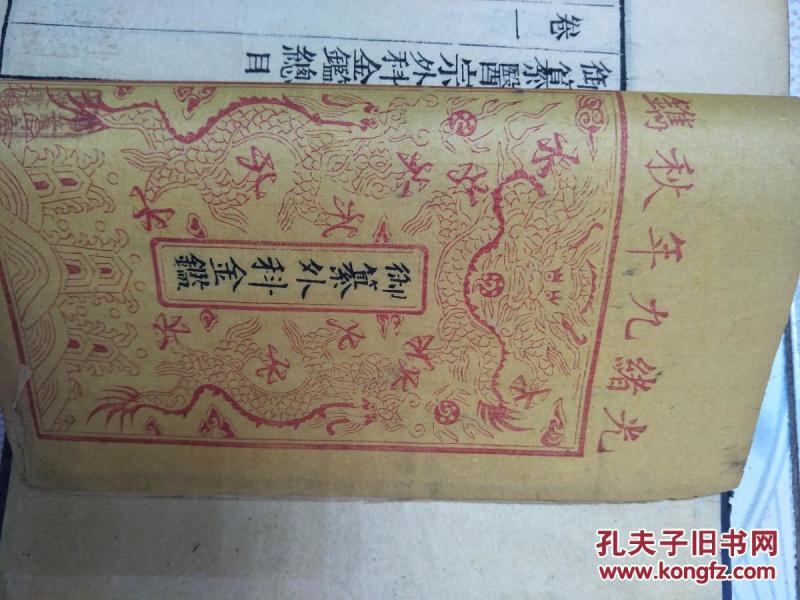 光緒九年秋鐫
御纂外科金鑑
御纂醫宗外科金鑑總目
卷一
孔夫子旧书网
www.kongfz.com